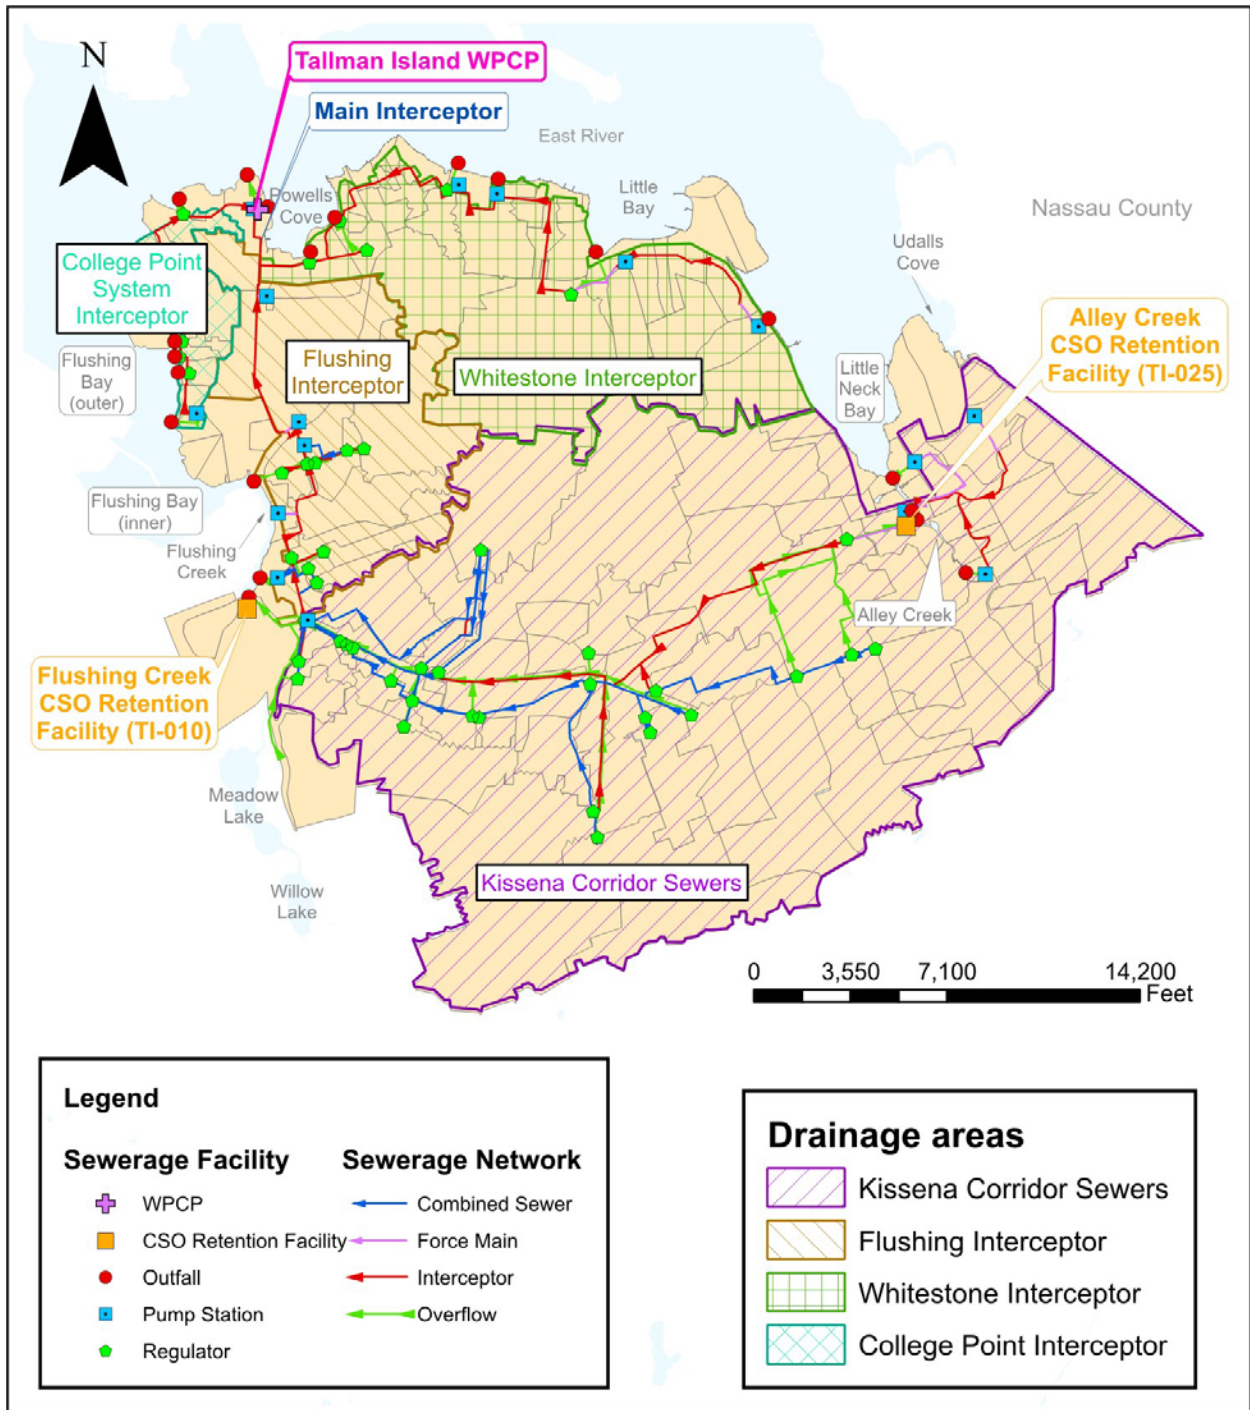 N
Tallman Island WPCP
Main Interceptor
East River
Powells
Cove
Little
Bay
Nassau County
Udalls
Cove
College Point
System
Interceptor
Alley Creek
CSO Retention
Facility (TI-025)
Flushing
Bay
(outer)
Flushing
Interceptor
Whitestone Interceptor
Little
Neck
Bay
Flushing Bay
(inner)
Flushing
Creek
Alley Creek
Flushing Creek
CSO Retention
Facility (TI-010)
Meadow
Lake
Willow
Lake
Kissena Corridor Sewers
0 3,550 7,100 14,200
Feet
Legend
Sewerage Facility
WPCP
CSO Retention Facility
Outfall
Pump Station
Regulator
Sewerage Network
Combined Sewer
Force Main
Interceptor
Overflow
Drainage areas
Kissena Corridor Sewers
Flushing Interceptor
Whitestone Interceptor
College Point Interceptor